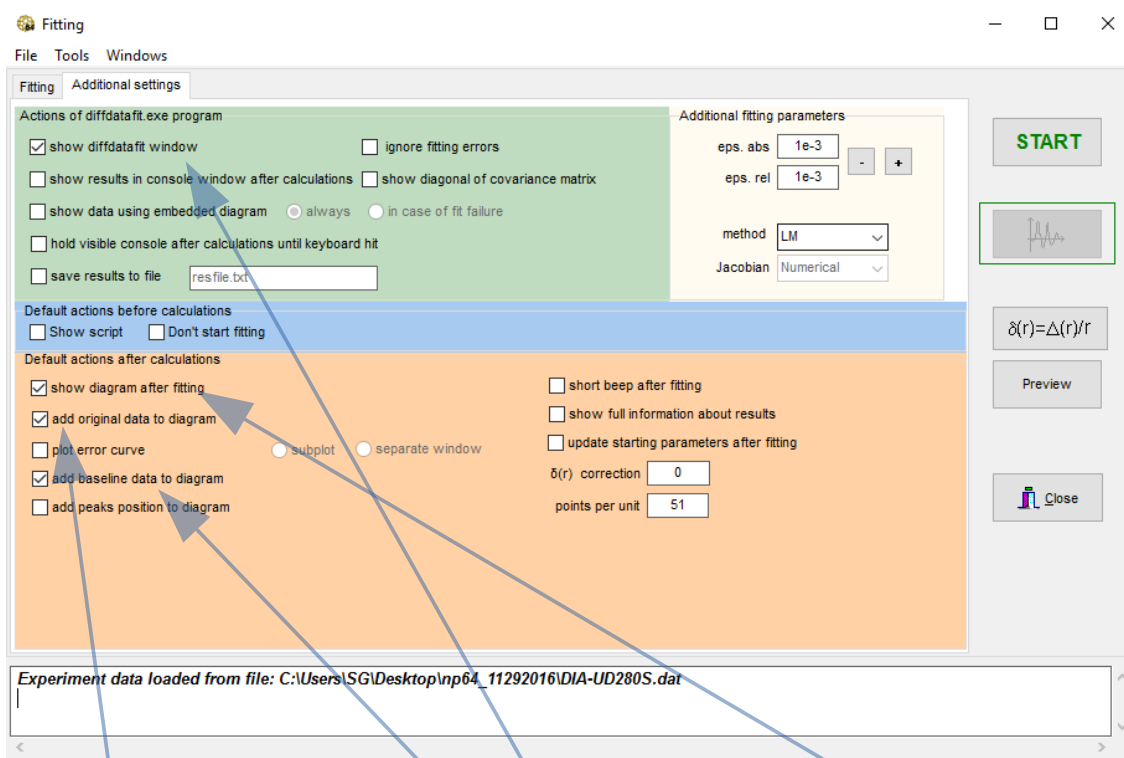 Fitting
File Tools Windows
Fitting Additional settings
Actions of diffdatafit.exe program
show diffdatafit window
ignore fitting errors
show results in console window after calculations
show diagonal of covariance matrix
show data using embedded diagram always in case of fit failure
hold visible console after calculations until keyboard hit
save results to file resfile.txt
Additional fitting parameters
eps. abs 1e-3
- +
eps. rel 1e-3
method LM
Jacobian Numerical
Default actions before calculations
Show script Don't start fitting
Default actions after calculations
show diagram after fitting
add original data to diagram
plot error curve subplot separate window
add baseline data to diagram
add peaks position to diagram
short beep after fitting
show full information about results
update starting parameters after fitting
δ(r) correction 0
points per unit 51
START
δ(r)=△(r)/r
Preview
Close
Experiment data loaded from file: C:\Users\SG\Desktop\np64_11292016\DIA-UD280S.dat